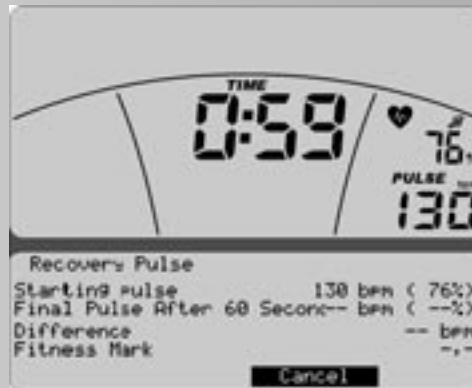 TIME
0:59
76%
PULSE
130
Recovery Pulse
Starting pulse 130 bpm ( 76%)
Final Pulse After 60 Secon-- bpm ( --%)
Difference -- bpm
Fitness Mark -.-
Cancel